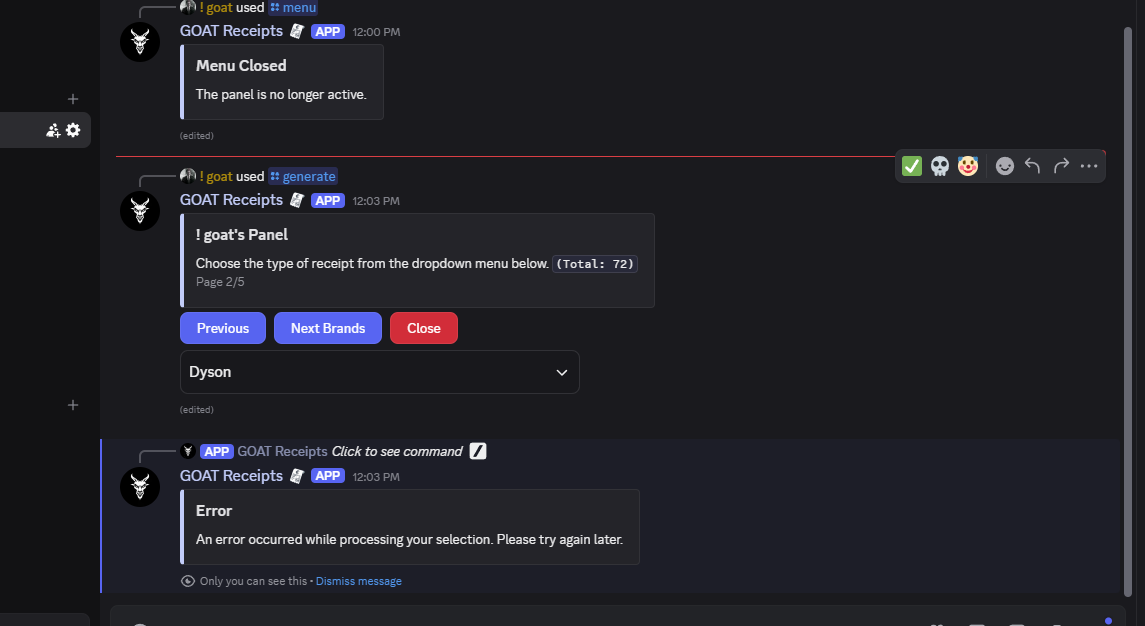 ! goat used menu
GOAT Receipts APP 12:00 PM
Menu Closed
The panel is no longer active.
(edited)
! goat used generate
GOAT Receipts APP 12:03 PM
! goat's Panel
Choose the type of receipt from the dropdown menu below. (Total: 72)
Page 2/5
Previous Next Brands Close
Dyson
(edited)
APP GOAT Receipts Click to see command
GOAT Receipts APP 12:03 PM
Error
An error occurred while processing your selection. Please try again later.
Only you can see this • Dismiss message